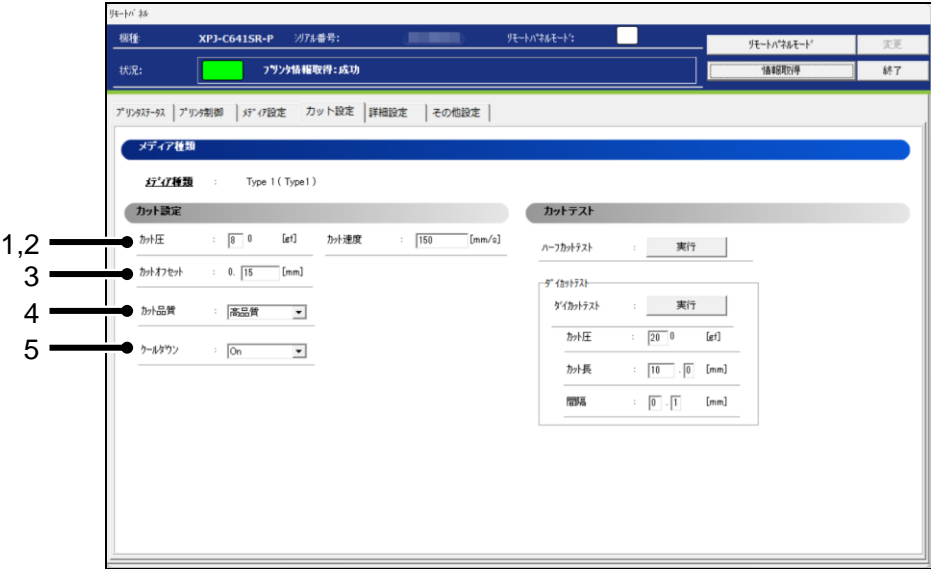 リモートパネル
機種: XPJ-C641SR-P シリアル番号: リモートパネルモード:
リモートパネルモード 変更
状況: プリンタ情報取得:成功
情報取得 終了
プリンタステータス プリンタ制御 メディア設定 カット設定 詳細設定 その他設定
メディア種類
メディア種類 : Type 1 ( Type1 )
カット設定 カットテスト
1,2 カット圧 : 8 0 [gf] カット速度 : 150 [mm/s]
ハーフカットテスト : 実行
3 カットオフセット : 0. 15 [mm]
ダイカットテスト
4 カット品質 : 高品質
ダイカットテスト : 実行
5 クールダウン : On
カット圧 : 20 0 [gf]
カット長 : 10 . 0 [mm]
間隔 : 0 . 1 [mm]